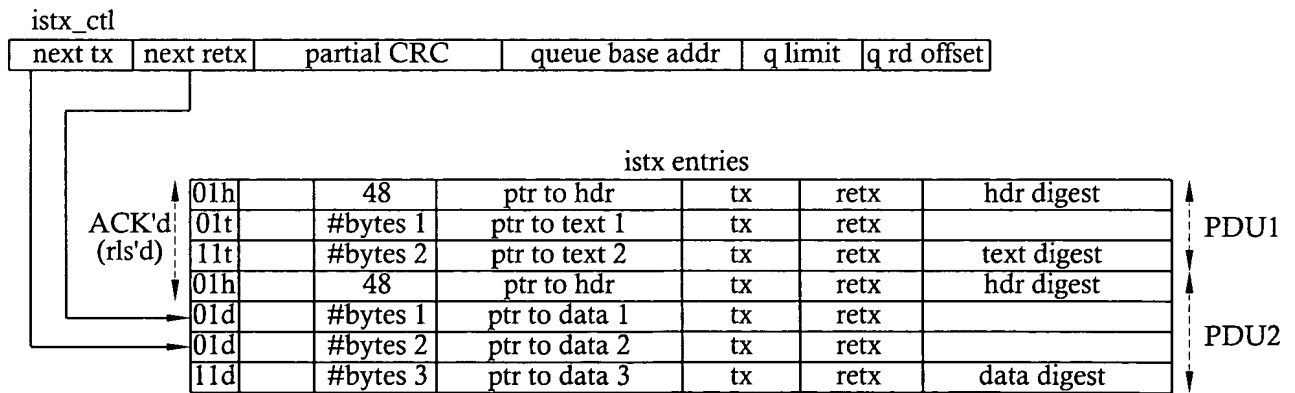 istx_ctl
next tx next retx partial CRC queue base addr q limit q rd offset
istx entries
01h 48 ptr to hdr tx retx hdr digest
01t #bytes 1 ptr to text 1 tx retx
11t #bytes 2 ptr to text 2 tx retx text digest
01h 48 ptr to hdr tx retx hdr digest
01d #bytes 1 ptr to data 1 tx retx
01d #bytes 2 ptr to data 2 tx retx
11d #bytes 3 ptr to data 3 tx retx data digest
ACK'd
(rls'd)
PDU1
PDU2